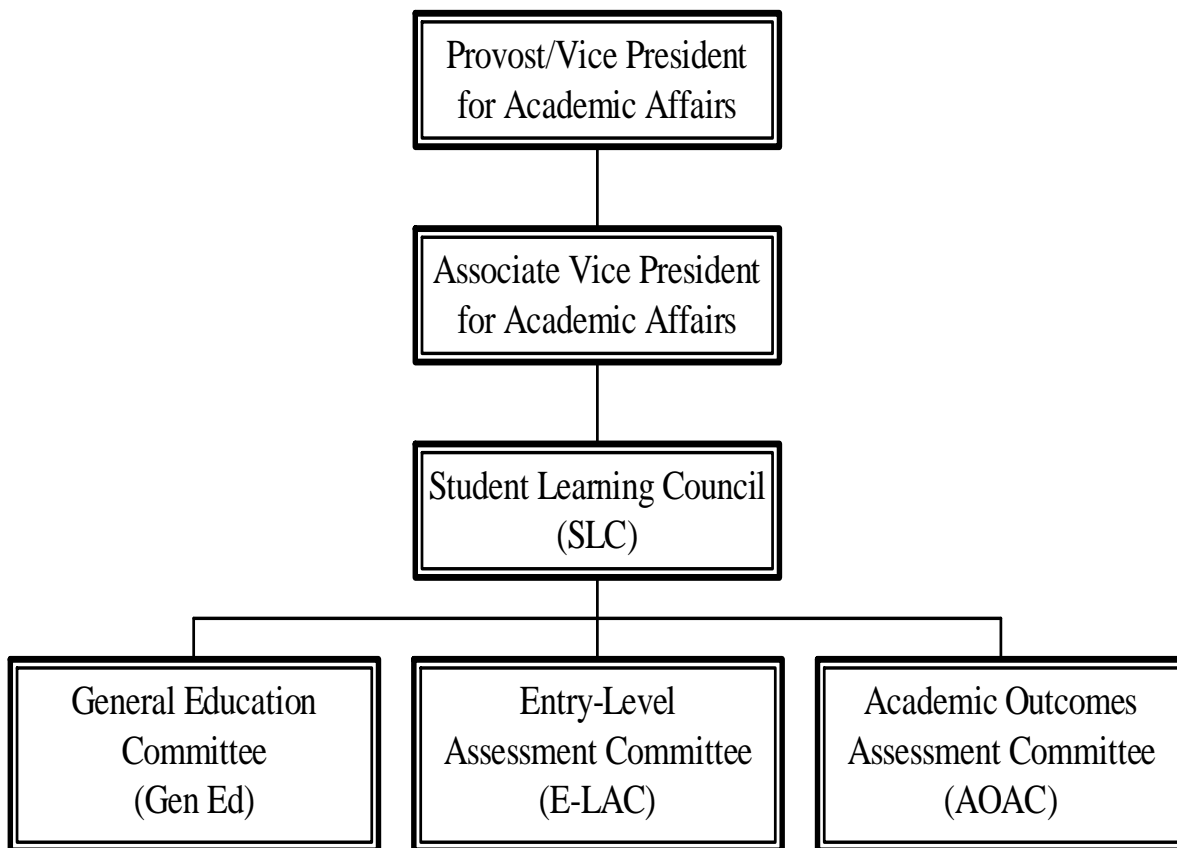 Provost/Vice President
for Academic Affairs
Associate Vice President
for Academic Affairs
Student Learning Council
(SLC)
General Education
Committee
(Gen Ed)
Entry-Level
Assessment Committee
(E-LAC)
Academic Outcomes
Assessment Committee
(AOAC)